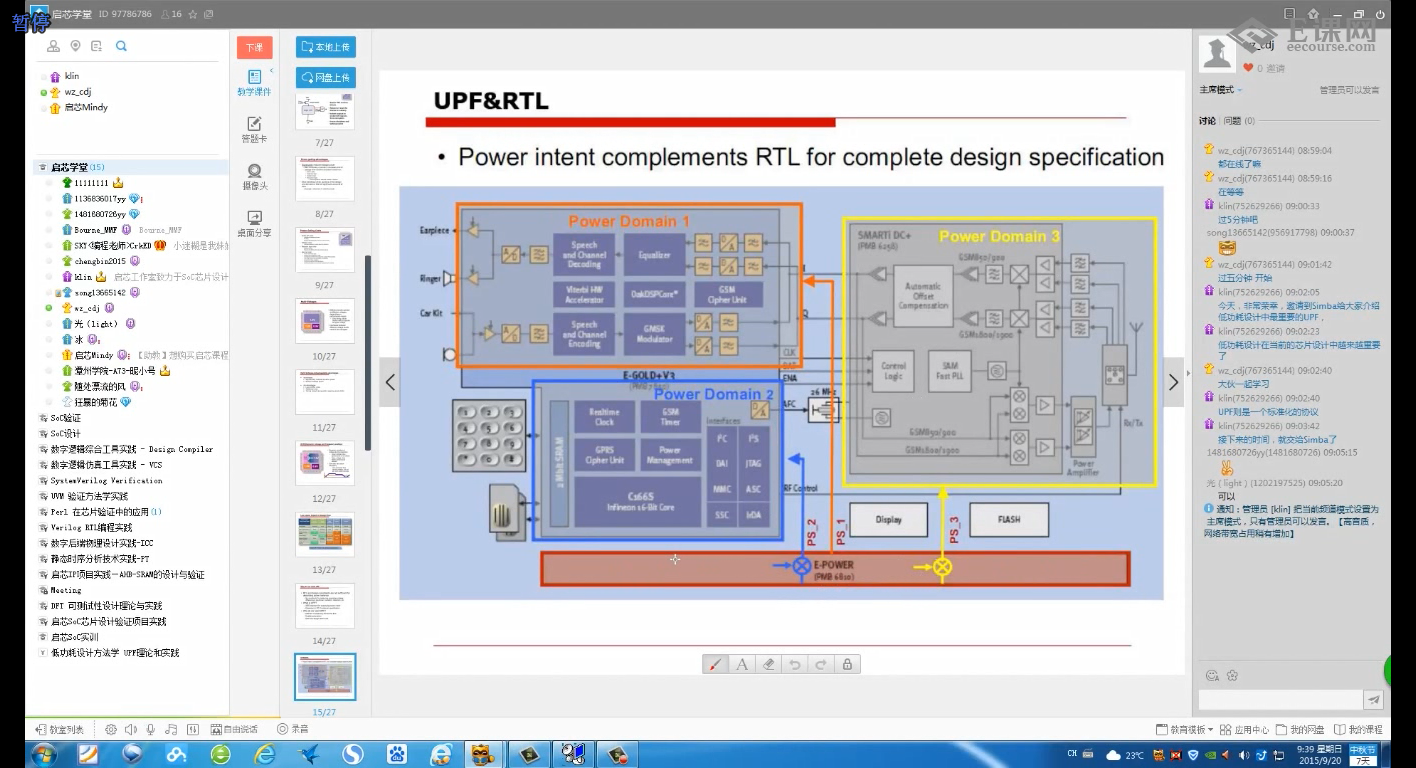 暂停
启芯学堂 ID 97786786 16
E课网
eecourse.com
klin
wz_cdj
启芯Mindy
启芯学堂 (15)
11111111
1136836017yy
1481680726yy
Bourne_MWF Bourne_MWF
chengbin2015
klin 启芯工作室致力于SoC芯片设计
song13665142
wz_cdj
光(light)
冰
启芯Mindy 【助教】想购买启芯课程
随处漂流的风
狂暴的菊花
SoC验证
SoC设计
数字逻辑综合工具实践 - Design Compiler
数字逻辑仿真工具实践 - VCS
SystemVerilog Verification
UVM 验证方法学实践
Perl 在芯片验证中的应用 (1)
Verilog RTL编程实践
数字后端物理设计实践-ICC
静态时序分析技术实践-PT
启芯IP项目实践—AHB-SRAM的设计与验证
Meeting
DFT 可测试性设计理论与实践
启芯SoC芯片设计验证项目实践
启芯SoC实训
低功耗设计方法学 UPF理论和实践
下课
教学课件
答题卡
摄像头
桌面分享
本地上传
网盘上传
7/27
8/27
9/27
10/27
11/27
12/27
13/27
14/27
15/27
UPF&RTL
• Power intent complements RTL for complete design specification
Power Domain 1
Earpiece
Ringer
Car Kit
Speech and Channel Decoding
Equalizer
Viterbi HW Accelerator
OakDSPCore*
GSM Cipher Unit
Speech and Channel Encoding
GMSK Modulator
I
Q
CLK
DAT
ENA
E-GOLD+V3
Power Domain 2
AFC
26 MHz
2 Mbit SRAM
Realtime Clock
GSM Timer
Interfaces
GPRS Cipher Unit
Power Management
I²C
I²S
DAI
JTAG
MMC
ASC
SSC
IrDA
C166S
Infineon 16-Bit Core
RF Control
Power Domain 3
SMARTi DC+
(PMB 6258)
GSM850/900
Automatic Offset Compensation
GSM1800/1900
Control Logic
SAM Fast PLL
GSM850/900
GSM1800/1900
Power Amplifier
Rx/Tx
Display
FLASH
PS_2
PS_1
PS_3
E-POWER
(PMB 6810)
wz_cdj
0 邀请
主席模式
管理员可以发言
讨论 问题 (0)
wz_cdj(767365144) 08:59:04
都在线了嘛
wz_cdj(767365144) 08:59:16
在等等
klin(752629266) 09:00:33
过5分钟吧
song13665142(956917798) 09:00:37
wz_cdj(767365144) 09:01:42
过五分钟 开始
klin(752629266) 09:02:05
今天，非常荣幸，邀请到Simba给大家介绍
低功耗设计中最重要的UPF，
klin(752629266) 09:02:23
低功耗设计在当前的芯片设计中越来越重要
了
klin(752629266) 09:02:40
大伙一起学习
klin(752629266) 09:02:40
UPF则是一个标准化的协议
klin(752629266) 09:03:42
接下来的时间，就交给Simba了
1481680726yy(1481680726) 09:05:15
光 ( light ) (1202197525) 09:05:20
可以
通知：管理员 [klin] 把当前频道模式设置为
主席模式，只有管理员可以发言。【高音质，
网络带宽占用稍有增加】
教室列表
自由说话
录音
教育模板
应用中心
我的网盘
我的课程
CH
23℃
9:39 星期日
2015/9/20
中秋节
7天